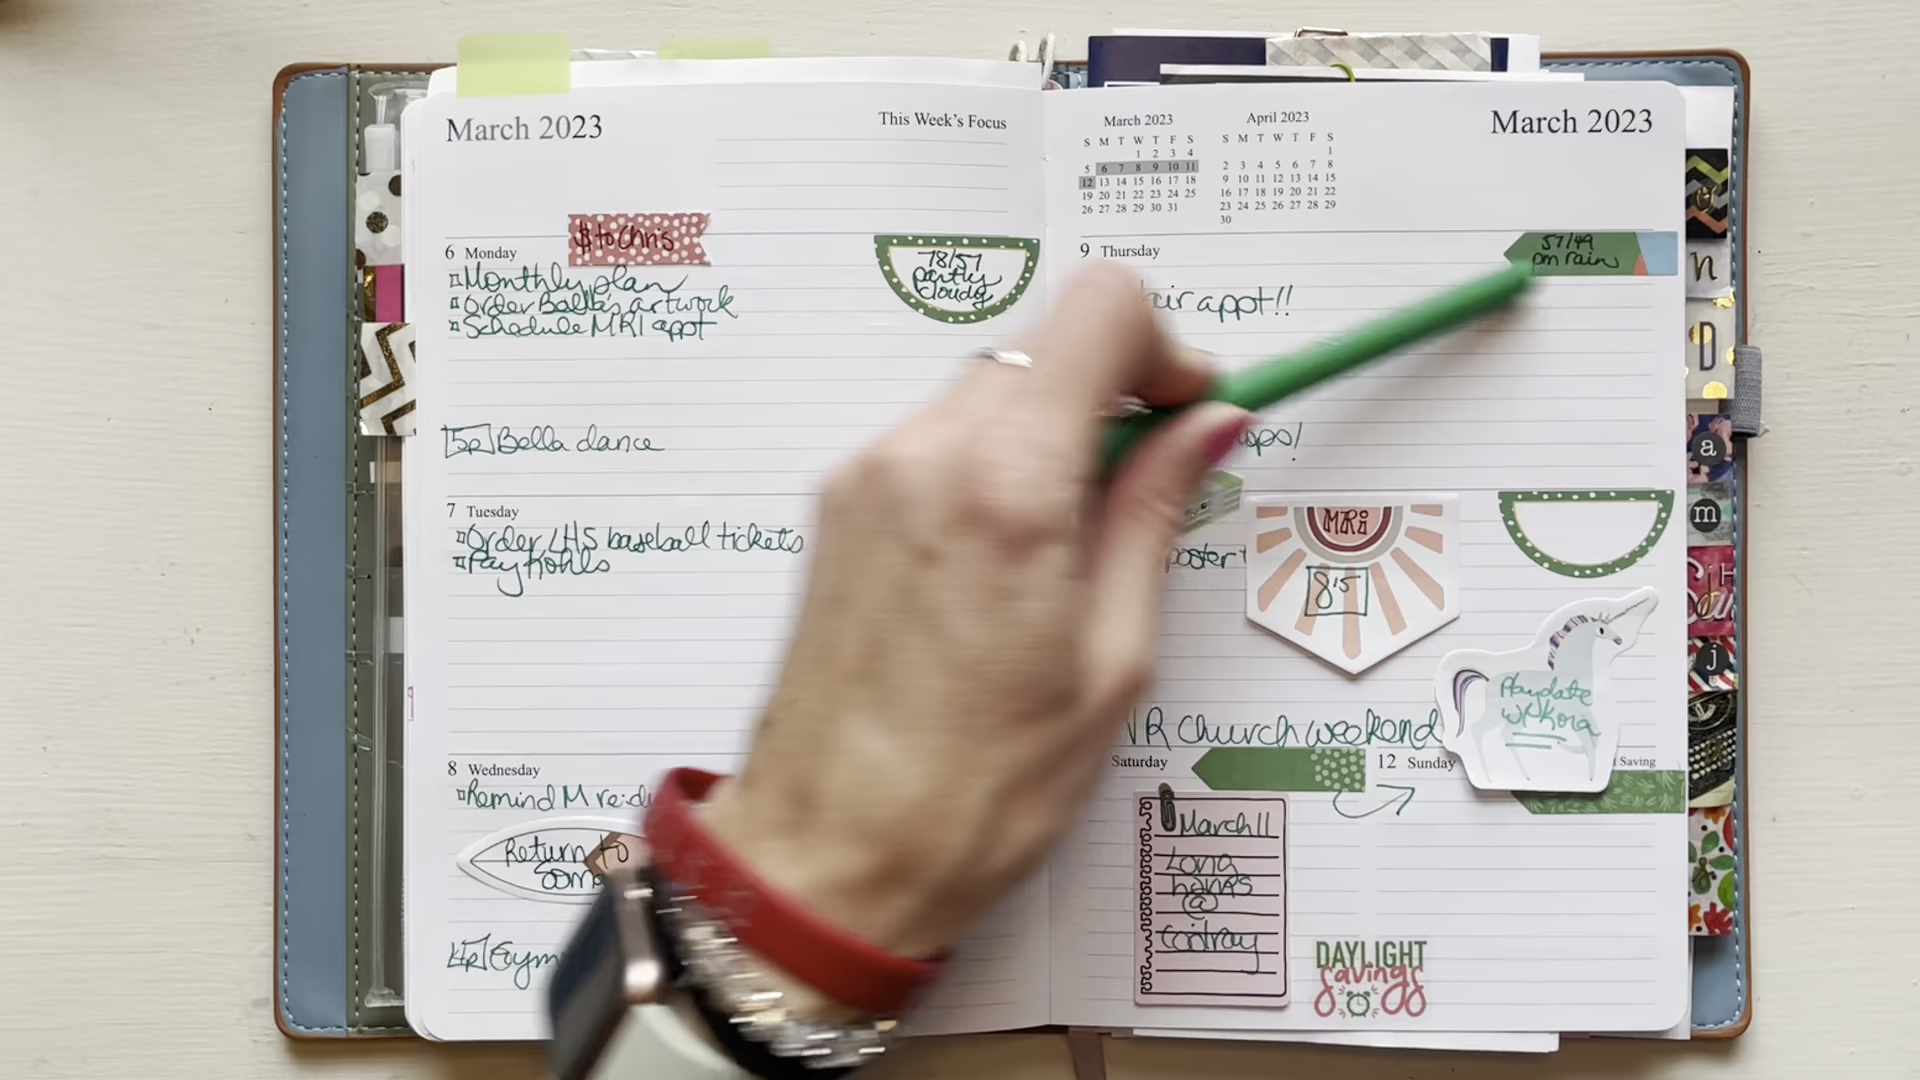 March 2023
This Week's Focus
$ to Chris
6 Monday
Monthly plan
Order Bella's artwork
Schedule MRI appt
78/57
partly
cloudy
5p Bella dance
7 Tuesday
Order LHS baseball tickets
Pay Kohls
8 Wednesday
Remind M
Return to
Gym
March 2023
S M T W T F S
1 2 3 4
5 6 7 8 9 10 11
12 13 14 15 16 17 18
19 20 21 22 23 24 25
26 27 28 29 30 31
April 2023
S M T W T F S
1
2 3 4 5 6 7 8
9 10 11 12 13 14 15
16 17 18 19 20 21 22
23 24 25 26 27 28 29
30
March 2023
9 Thursday
57/49
pm rain
appt!!
MRI
8:15
poster
Playdate
w/Kora
VR Church weekend
Saturday
12 Sunday
Saving
March 11
Long
@
DAYLIGHT
savings
n
D
a
m
j
j